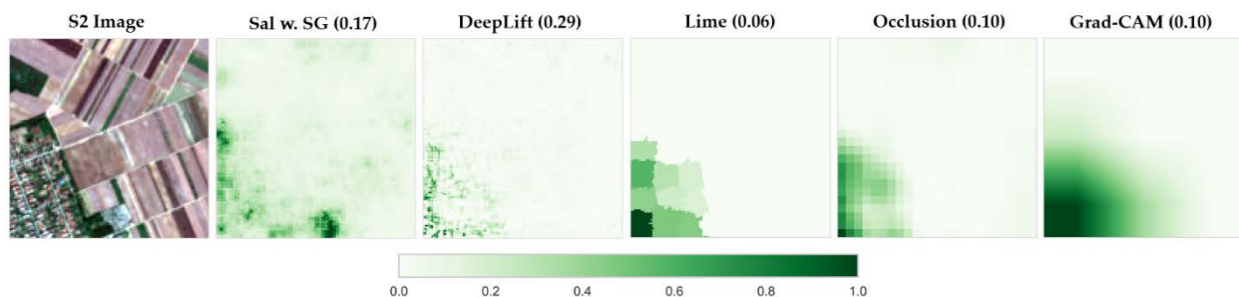 S2 Image Sal w. SG (0.17) DeepLift (0.29) Lime (0.06) Occlusion (0.10) Grad-CAM (0.10)
0.0 0.2 0.4 0.6 0.8 1.0